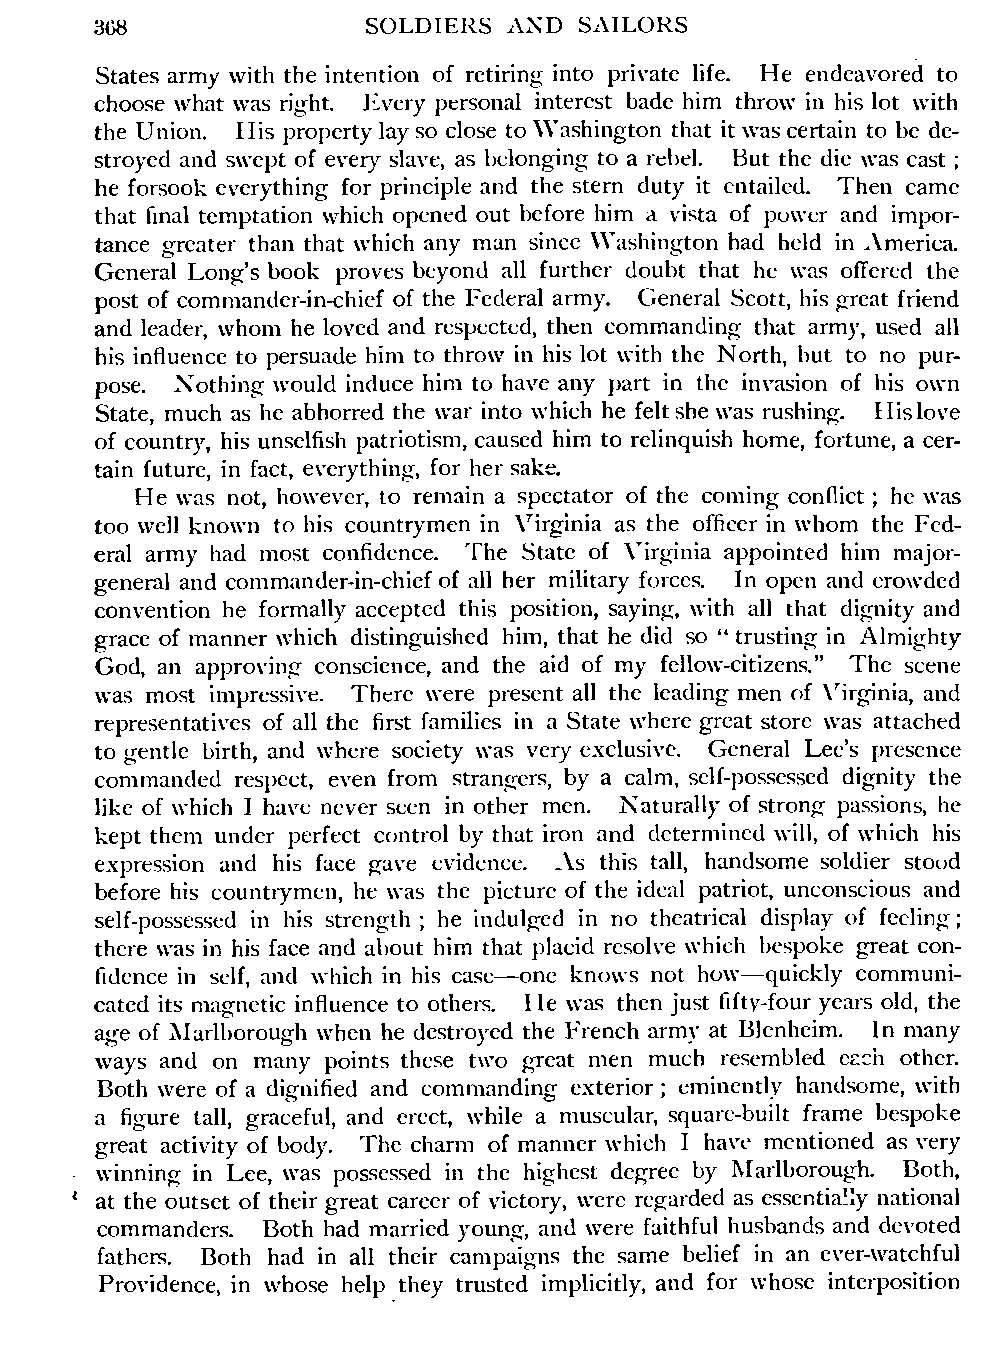 368 SOLDIERS AND SAILORS
States army with the intention of retiring into private life. He endeavored to
choose what was right. Every personal interest bade him throw in his lot with
the Union. His property lay so close to Washington that it was certain to be de-
stroyed and swept of every slave, as belonging to a rebel. But the die was cast ;
he forsook everything for principle and the stern duty it entailed. Then came
that final temptation which opened out before him a vista of power and impor-
tance greater than that which any man since Washington had held in America.
General Long's book proves beyond all further doubt that he was offered the
post of commander-in-chief of the Federal army. General Scott, his great friend
and leader, whom he loved and respected, then commanding that army, used all
his influence to persuade him to throw in his lot with the North, but to no pur-
pose. Nothing would induce him to have any part in the invasion of his own
State, much as he abhorred the war into which he felt she was rushing. His love
of country, his unselfish patriotism, caused him to relinquish home, fortune, a cer-
tain future, in fact, everything, for her sake.
He was not, however, to remain a spectator of the coming conflict ; he was
too well known to his countrymen in Virginia as the officer in whom the Fed-
eral army had most confidence. The State of Virginia appointed him major-
general and commander-in-chief of all her military forces. In open and crowded
convention he formally accepted this position, saying, with all that dignity and
grace of manner which distinguished him, that he did so " trusting in Almighty
God, an approving conscience, and the aid of my fellow-citizens." The scene
was most impressive. There were present all the leading men of Virginia, and
representatives of all the first families in a State where great store was attached
to gentle birth, and where society was very exclusive. General Lee's presence
commanded respect, even from strangers, by a calm, self-possessed dignity the
like of which I have never seen in other men. Naturally of strong passions, he
kept them under perfect control by that iron and determined will, of which his
expression and his face gave evidence. As this tall, handsome soldier stood
before his countrymen, he was the picture of the ideal patriot, unconscious and
self-possessed in his strength ; he indulged in no theatrical display of feeling ;
there was in his face and about him that placid resolve which bespoke great con-
fidence in self, and which in his case—one knows not how—quickly communi-
cated its magnetic influence to others. He was then just fifty-four years old, the
age of Marlborough when he destroyed the French army at Blenheim. In many
ways and on many points these two great men much resembled each other.
Both were of a dignified and commanding exterior ; eminently handsome, with
a figure tall, graceful, and erect, while a muscular, square-built frame bespoke
great activity of body. The charm of manner which I have mentioned as very
winning in Lee, was possessed in the highest degree by Marlborough. Both,
at the outset of their great career of victory, were regarded as essentially national
commanders. Both had married young, and were faithful husbands and devoted
fathers. Both had in all their campaigns the same belief in an ever-watchful
Providence, in whose help they trusted implicitly, and for whose interposition